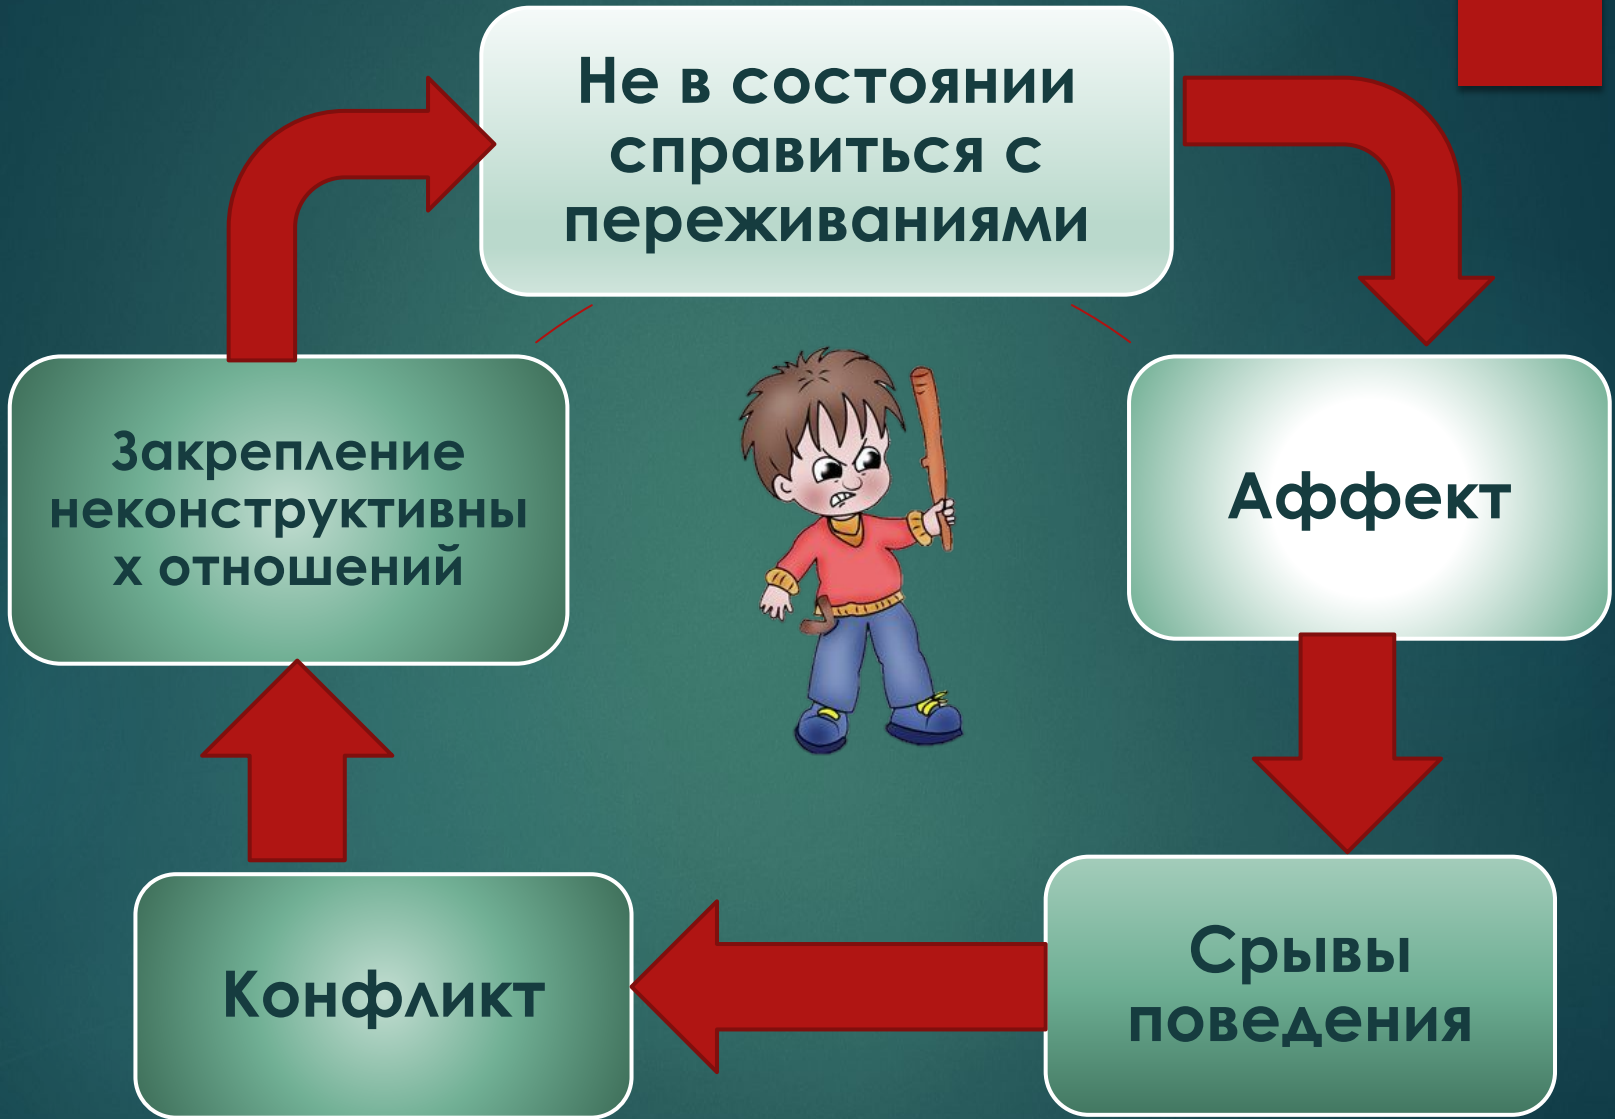 Не в состоянии
справиться с
переживаниями
Аффект
Срывы
поведения
Конфликт
Закрепление
неконструктивны
х отношений